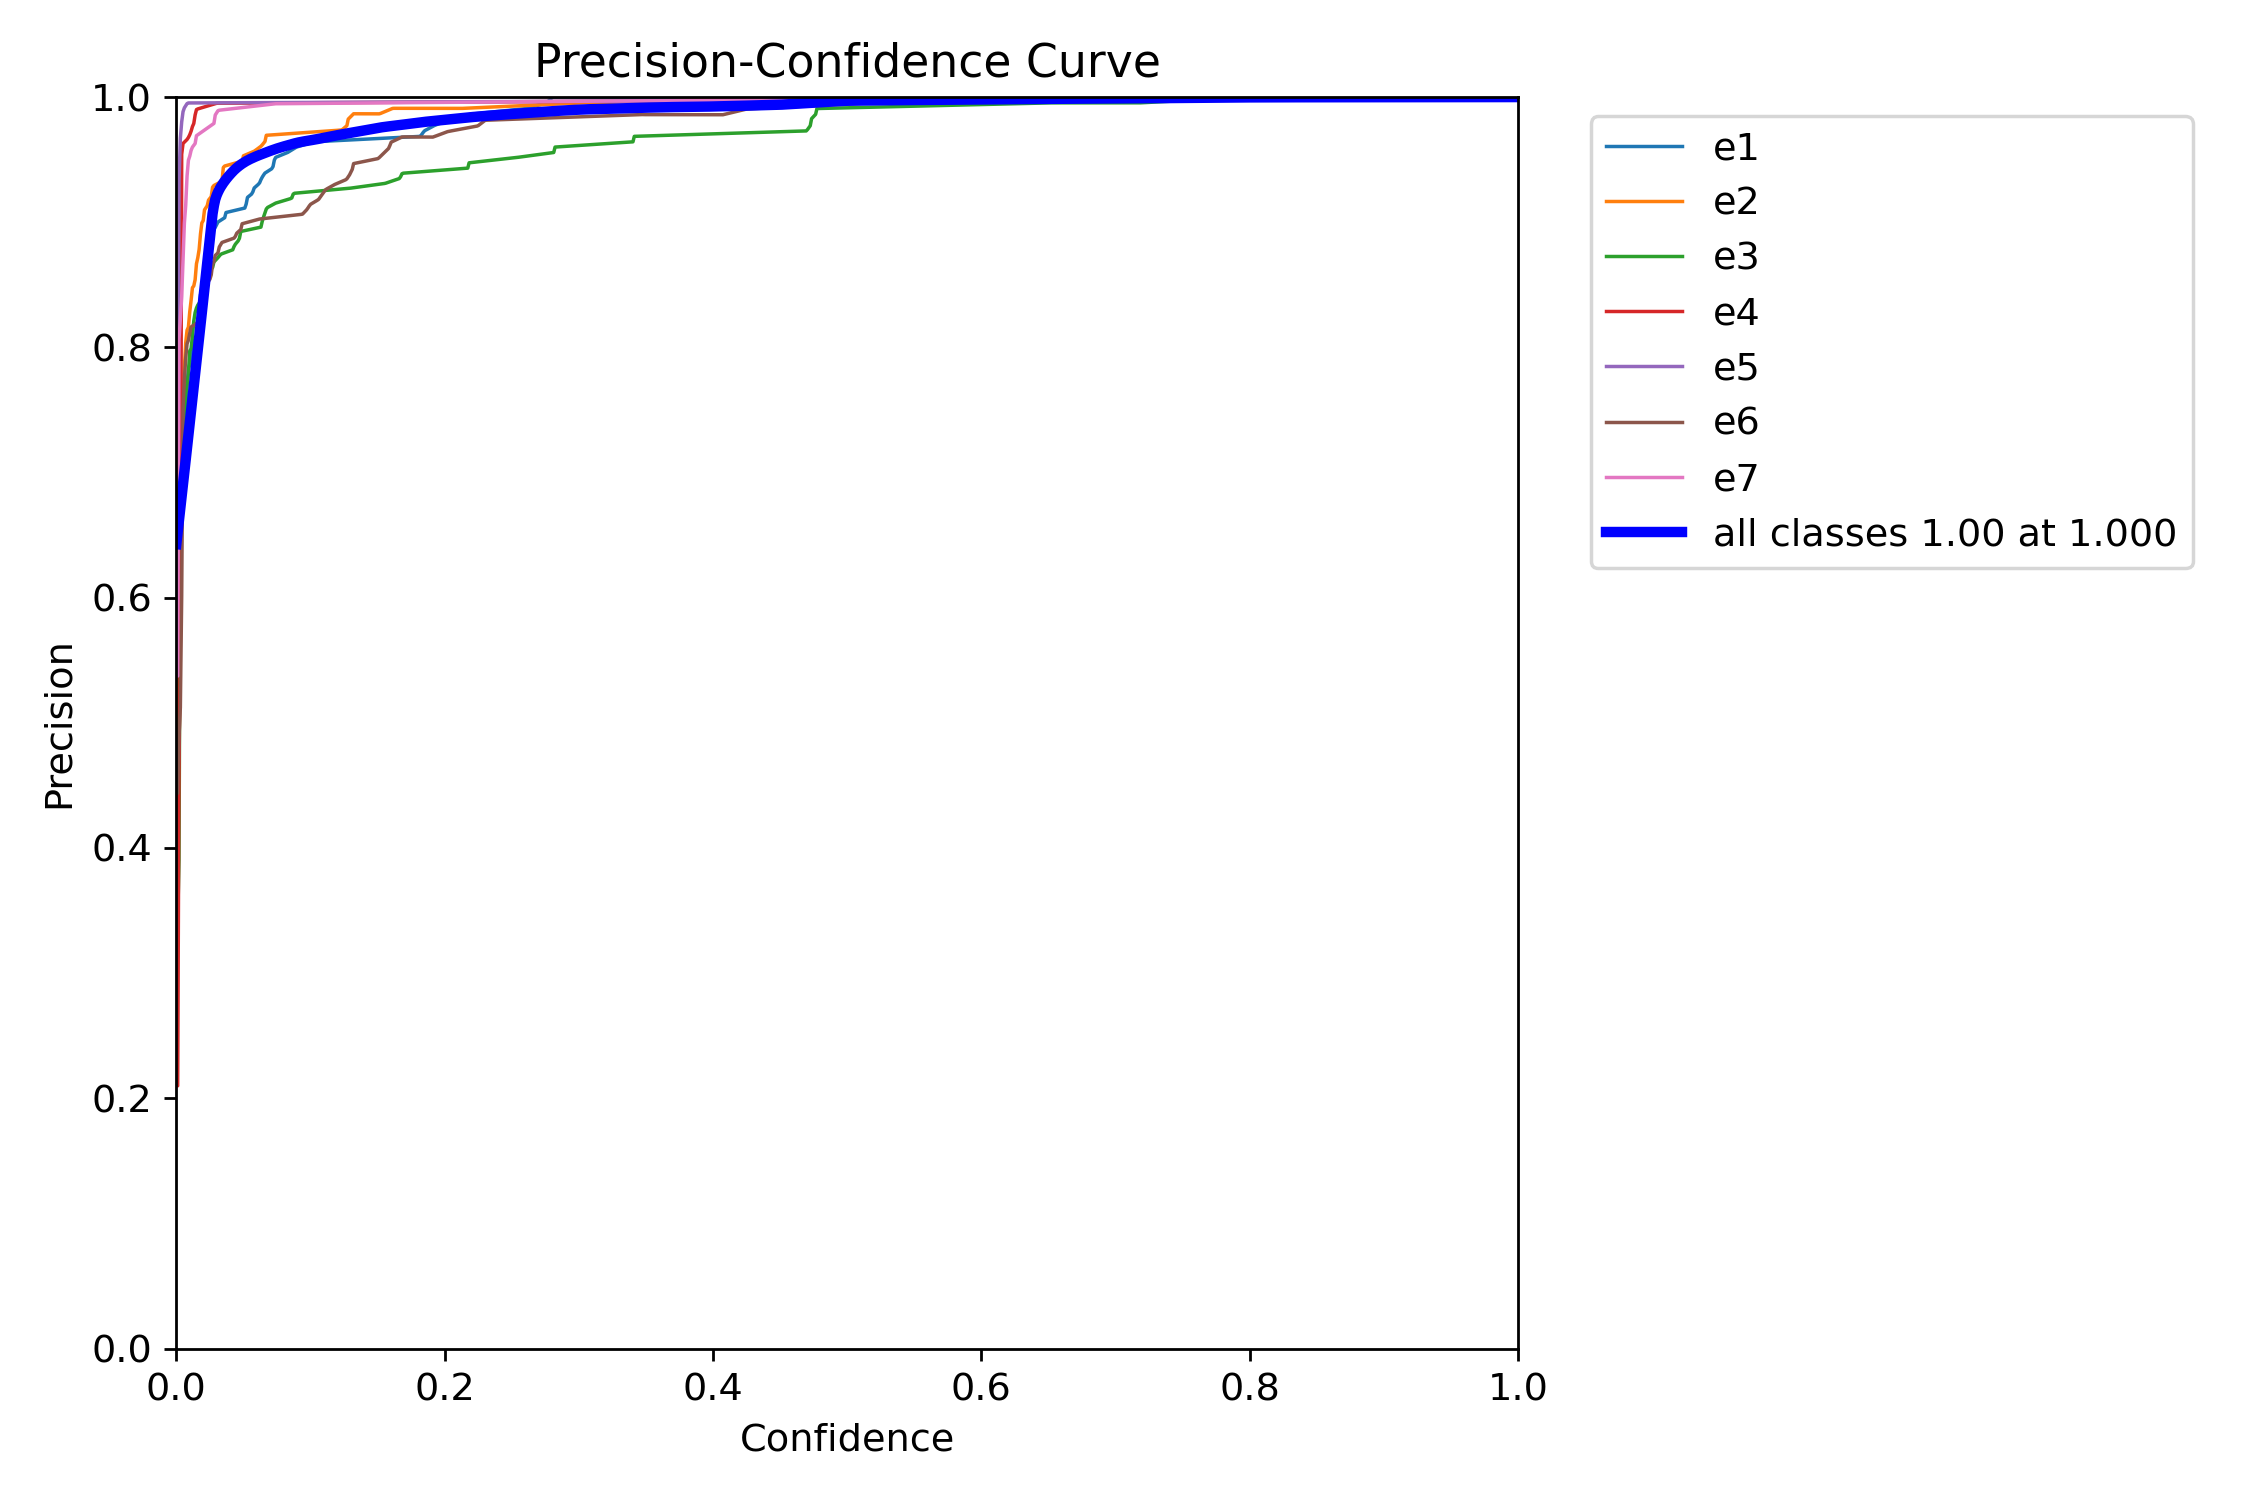 Precision-Confidence Curve
1.0
0.8
0.6
0.4
0.2
0.0
Precision
0.0 0.2 0.4 0.6 0.8 1.0
Confidence
e1
e2
e3
e4
e5
e6
e7
all classes 1.00 at 1.000